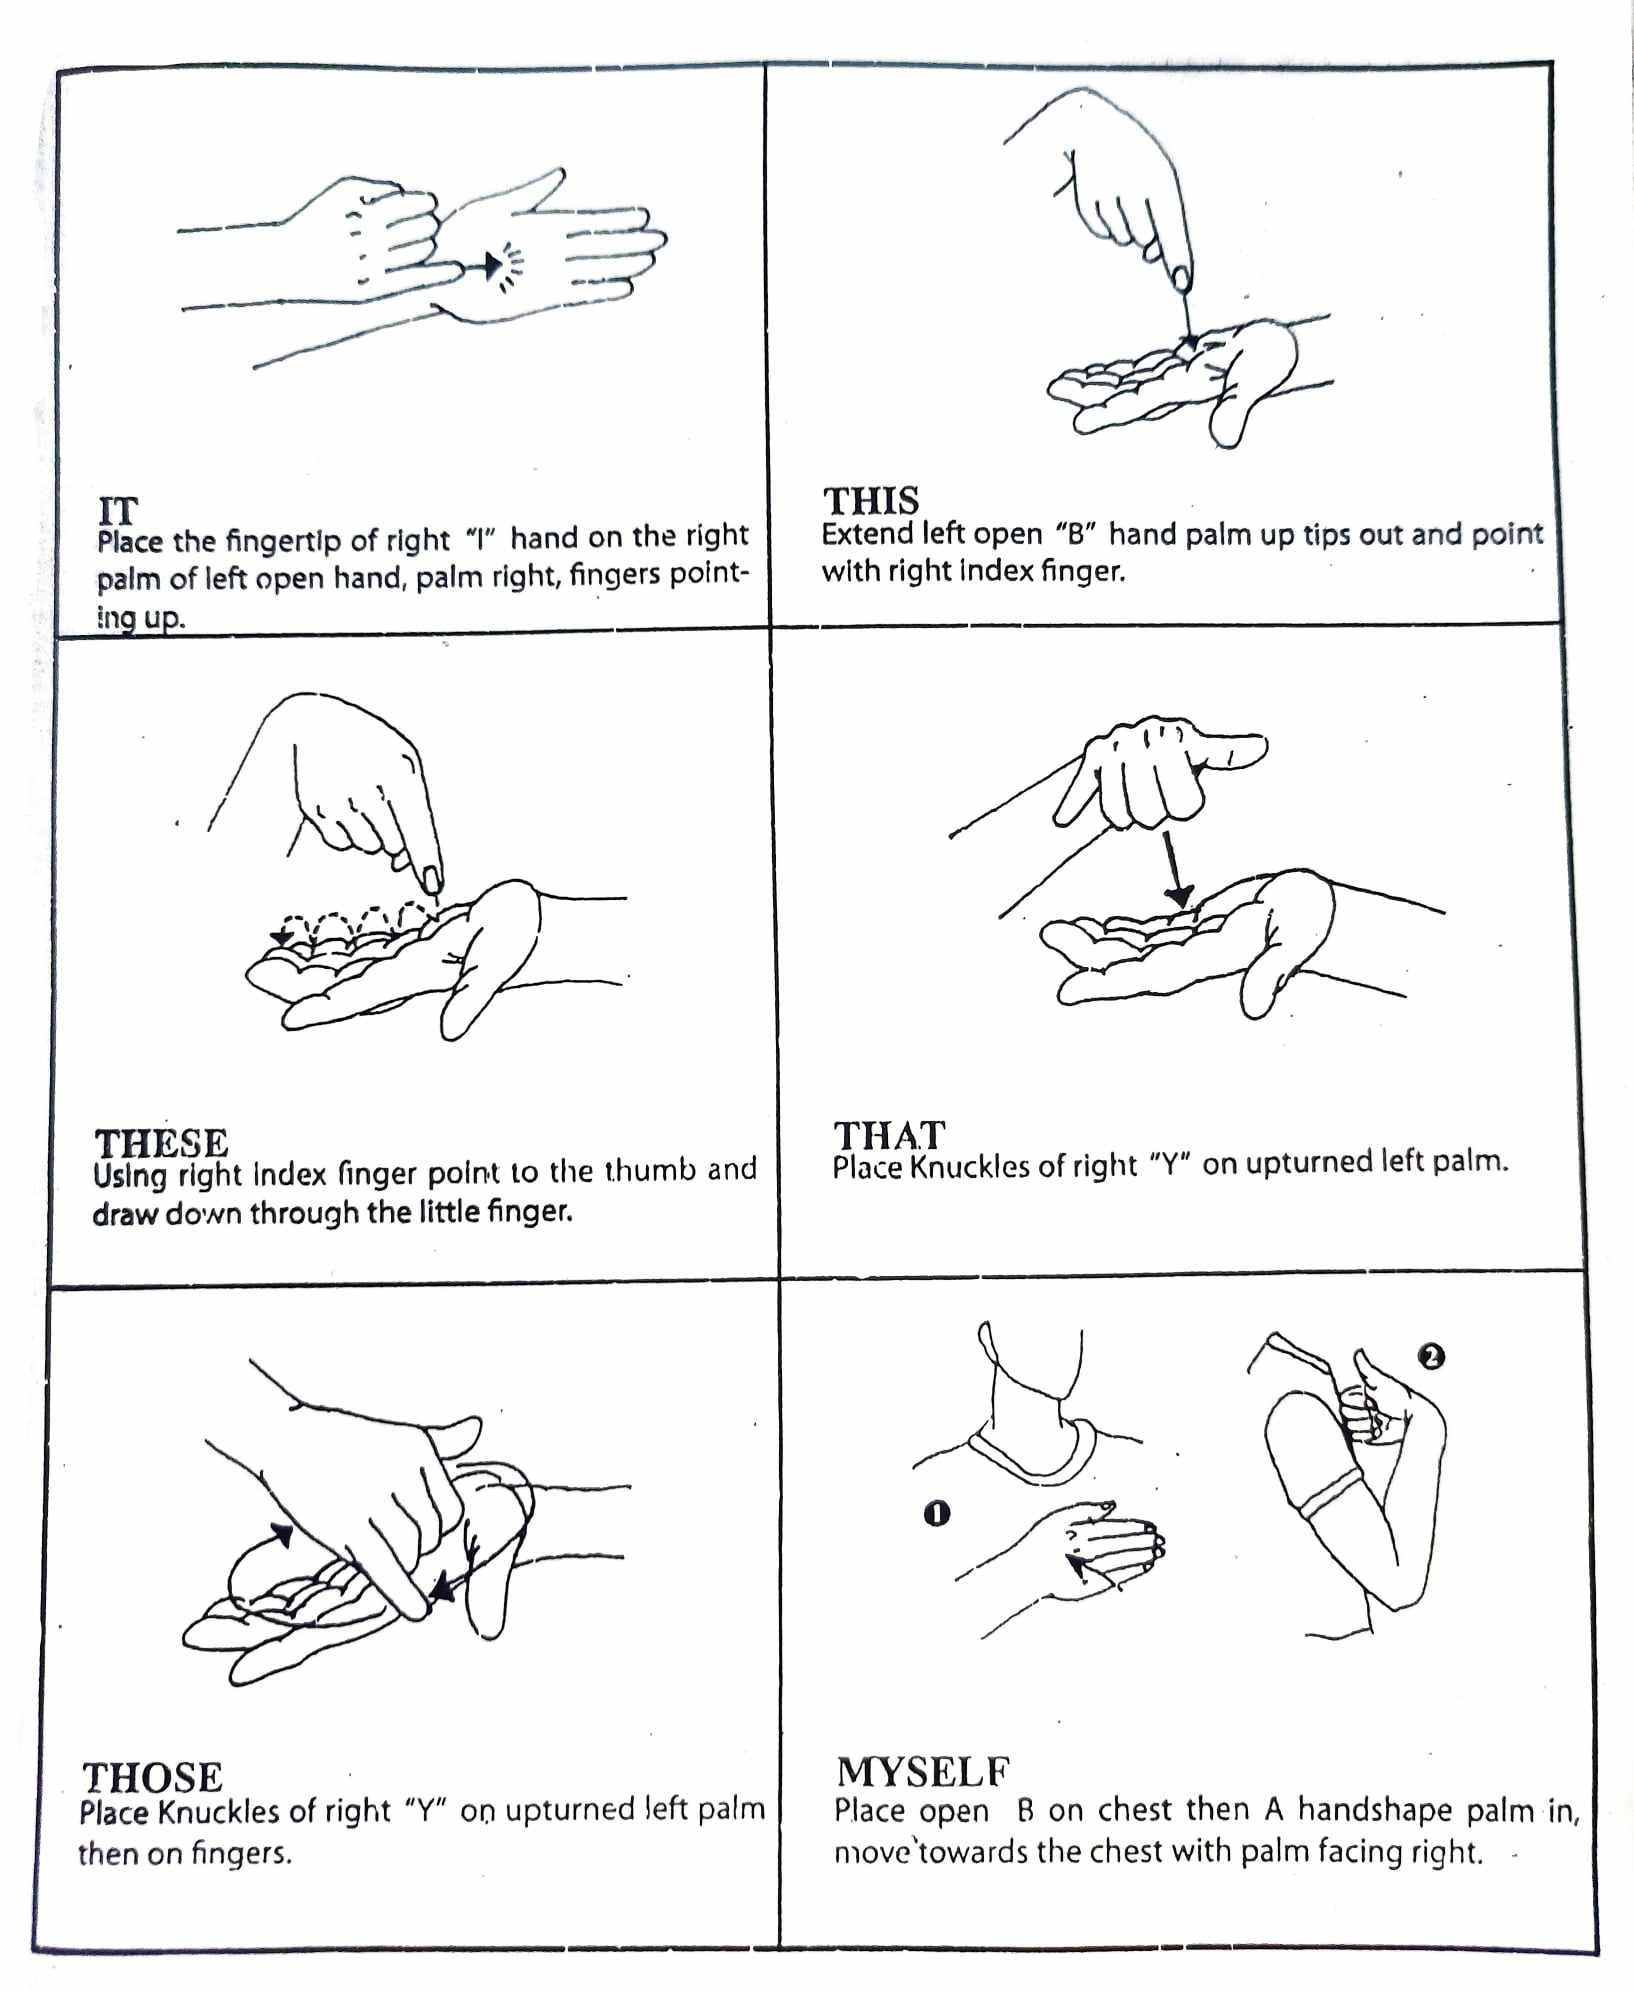 IT
Place the fingertip of right "I" hand on the right
palm of left open hand, palm right, fingers point-
ing up.
THIS
Extend left open "B" hand palm up tips out and point
with right index finger.
THESE
Using right index finger point to the thumb and
draw down through the little finger.
THAT
Place Knuckles of right "Y" on upturned left palm.
THOSE
Place Knuckles of right "Y" on upturned left palm
then on fingers.
1
2
MYSELF
Place open B on chest then A handshape palm in,
move towards the chest with palm facing right.